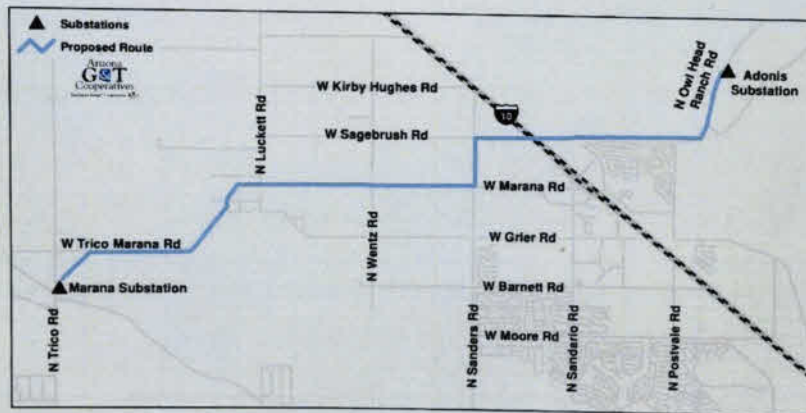 Substations
Proposed Route
Arizona
G&T
Cooperatives
W Kirby Hughes Rd
N Owl Head
Ranch Rd
Adonis
Substation
10
N Luckett Rd
W Sagebrush Rd
W Marana Rd
W Trico Marana Rd
N Wentz Rd
W Grier Rd
Marana Substation
W Barnett Rd
N Trico Rd
N Sanders Rd
W Moore Rd
N Sandario Rd
N Postvale Rd